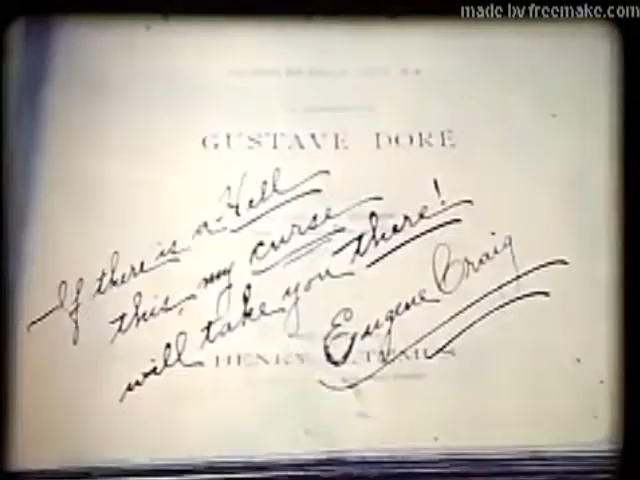 made by freemake.com
GUSTAVE DORE
If there is a Hell
this, my curse
will take you there!
Eugene Craig
HENRY